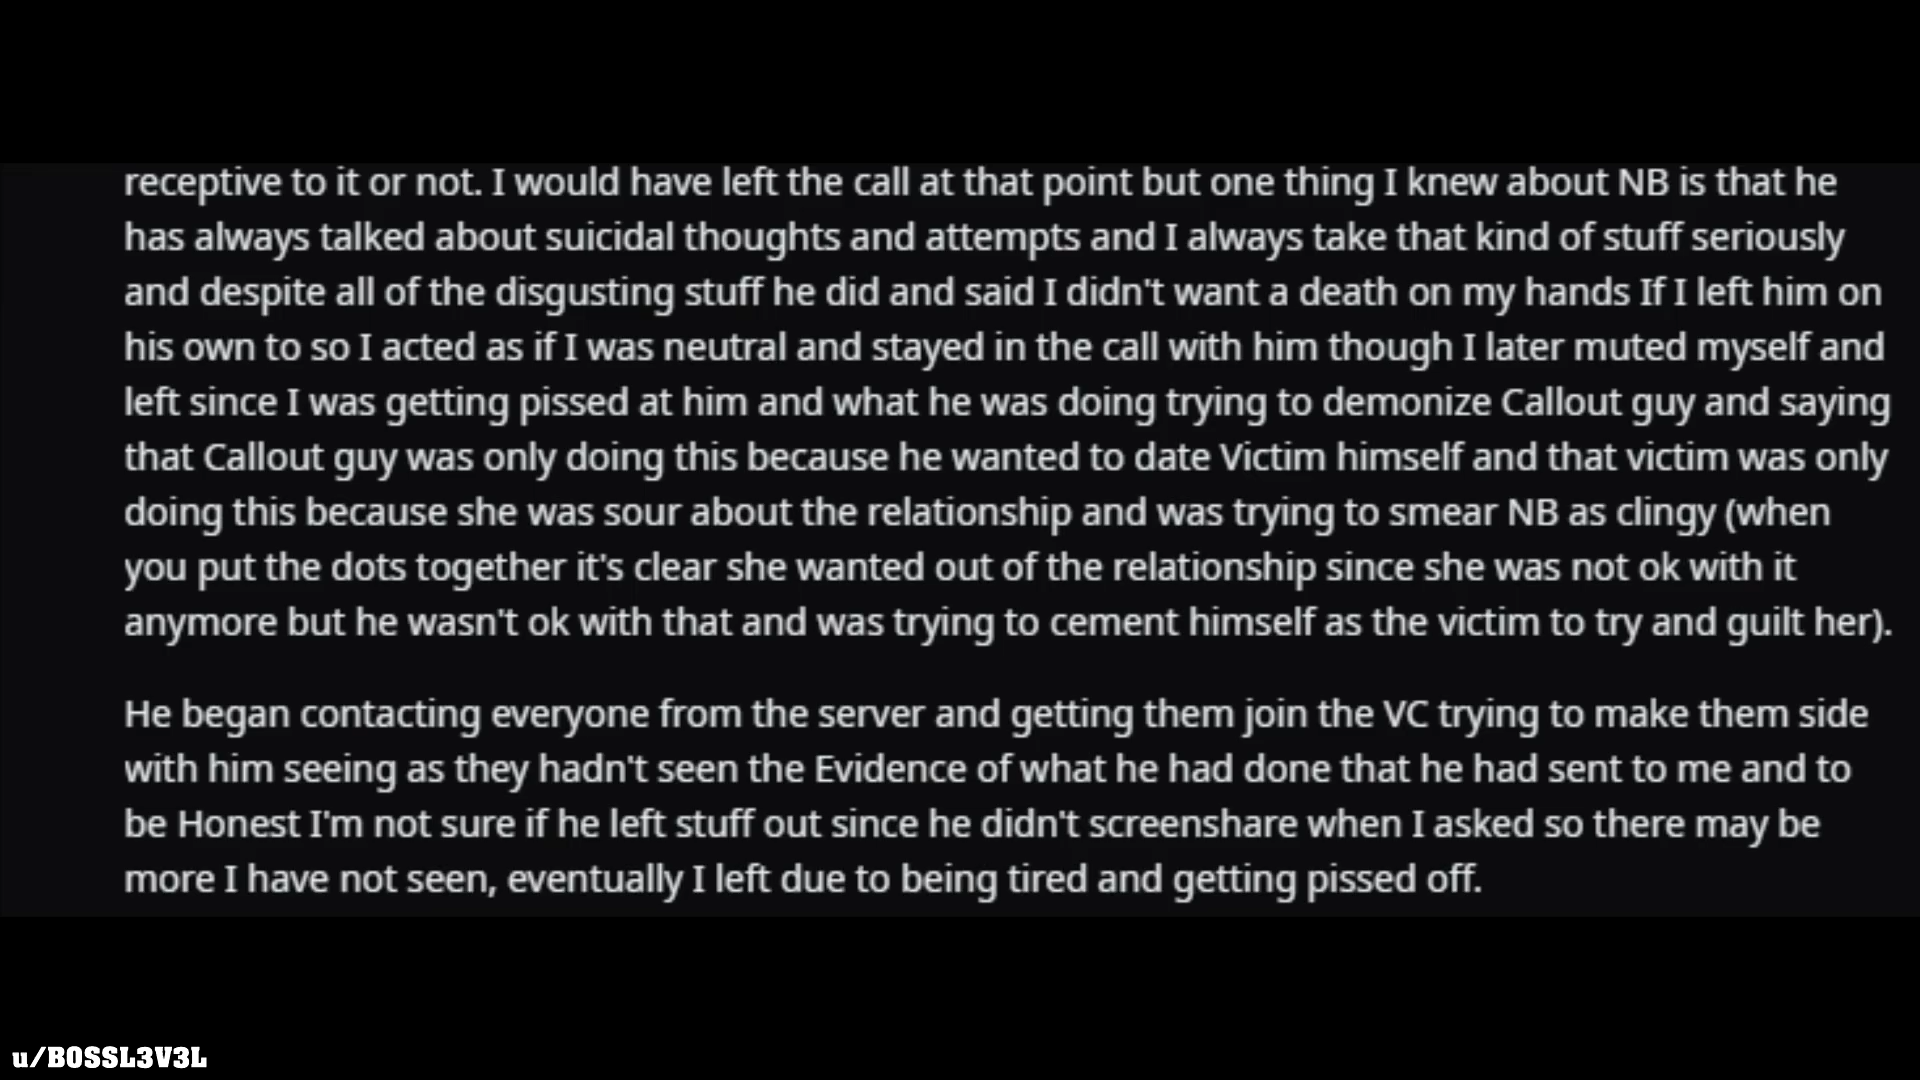 receptive to it or not. I would have left the call at that point but one thing I knew about NB is that he
has always talked about suicidal thoughts and attempts and I always take that kind of stuff seriously
and despite all of the disgusting stuff he did and said I didn't want a death on my hands If I left him on
his own to so I acted as if I was neutral and stayed in the call with him though I later muted myself and
left since I was getting pissed at him and what he was doing trying to demonize Callout guy and saying
that Callout guy was only doing this because he wanted to date Victim himself and that victim was only
doing this because she was sour about the relationship and was trying to smear NB as clingy (when
you put the dots together it's clear she wanted out of the relationship since she was not ok with it
anymore but he wasn't ok with that and was trying to cement himself as the victim to try and guilt her).
He began contacting everyone from the server and getting them join the VC trying to make them side
with him seeing as they hadn't seen the Evidence of what he had done that he had sent to me and to
be Honest I'm not sure if he left stuff out since he didn't screenshare when I asked so there may be
more I have not seen, eventually I left due to being tired and getting pissed off.
u/B0SSL3V3L